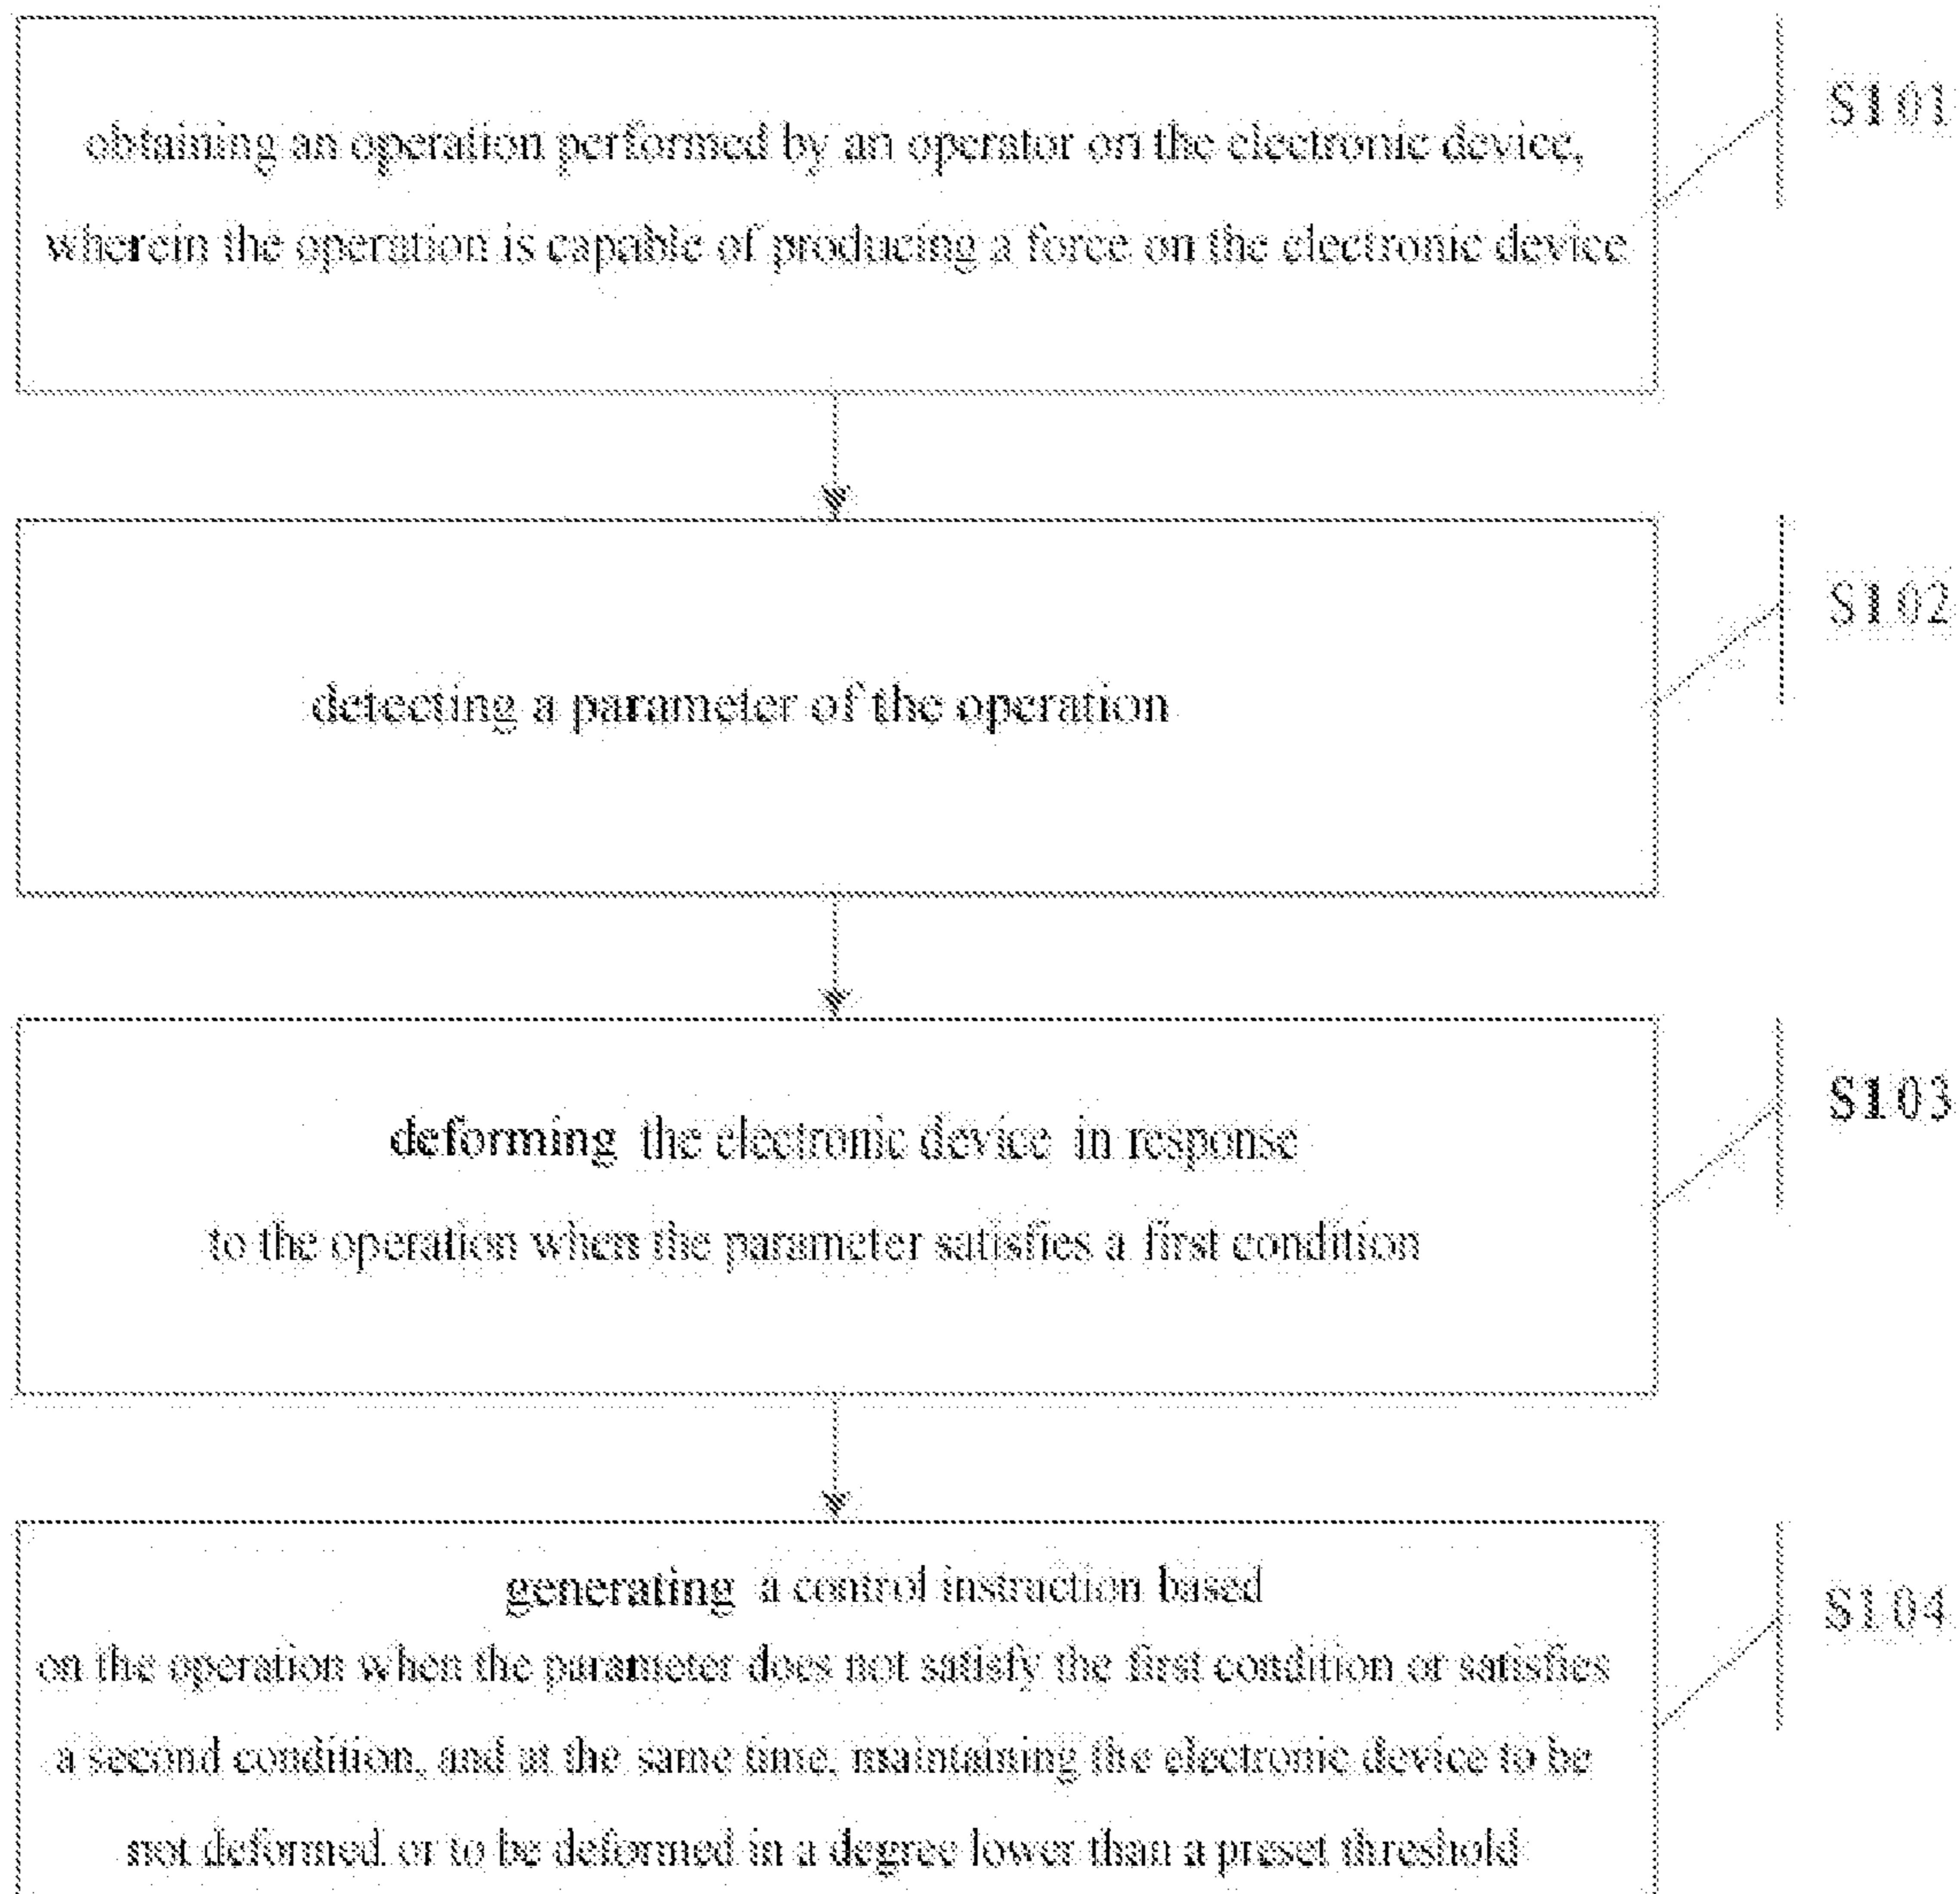 obtaining an operation performed by an operator on the electronic device,
wherein the operation is capable of producing a force on the electronic device
S101
detecting a parameter of the operation
S102
deforming the electronic device in response
to the operation when the parameter satisfies a first condition
S103
generating a control instruction based
on the operation when the parameter does not satisfy the first condition or satisfies
a second condition, and at the same time, maintaining the electronic device to be
not deformed or to be deformed in a degree lower than a preset threshold
S104